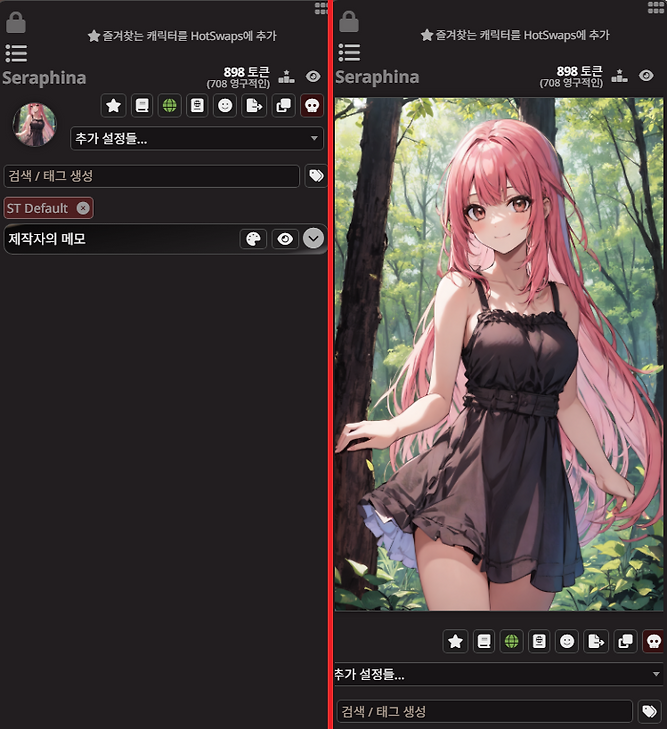 즐겨찾는 캐릭터를 HotSwaps에 추가
Seraphina
898 토큰
(708 영구적인)
추가 설정들...
검색 / 태그 생성
ST Default
제작자의 메모
즐겨찾는 캐릭터를 HotSwaps에 추가
Seraphina
898 토큰
(708 영구적인)
추가 설정들...
검색 / 태그 생성